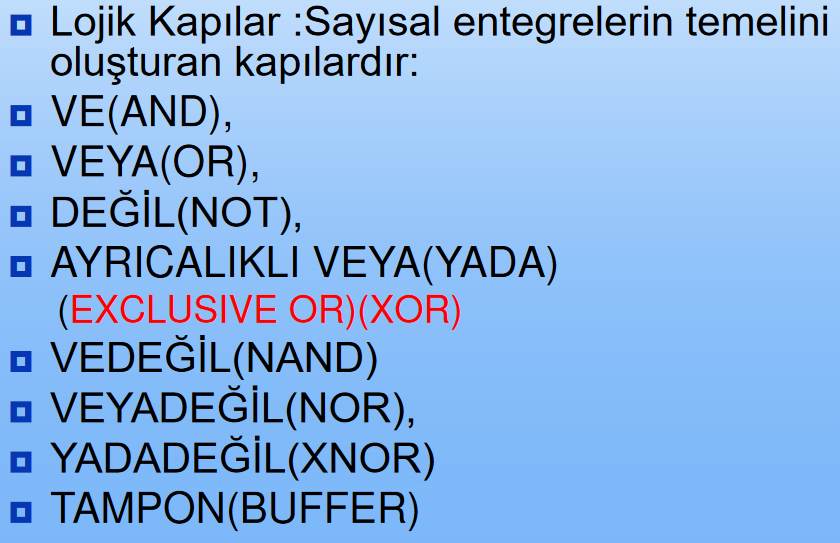 Lojik Kapılar :Sayısal entegrelerin temelini
oluşturan kapılardır:
VE(AND),
VEYA(OR),
DEĞİL(NOT),
AYRICALIKLI VEYA(YADA)
(EXCLUSIVE OR)(XOR)
VEDEĞİL(NAND)
VEYADEĞİL(NOR),
YADADEĞİL(XNOR)
TAMPON(BUFFER)